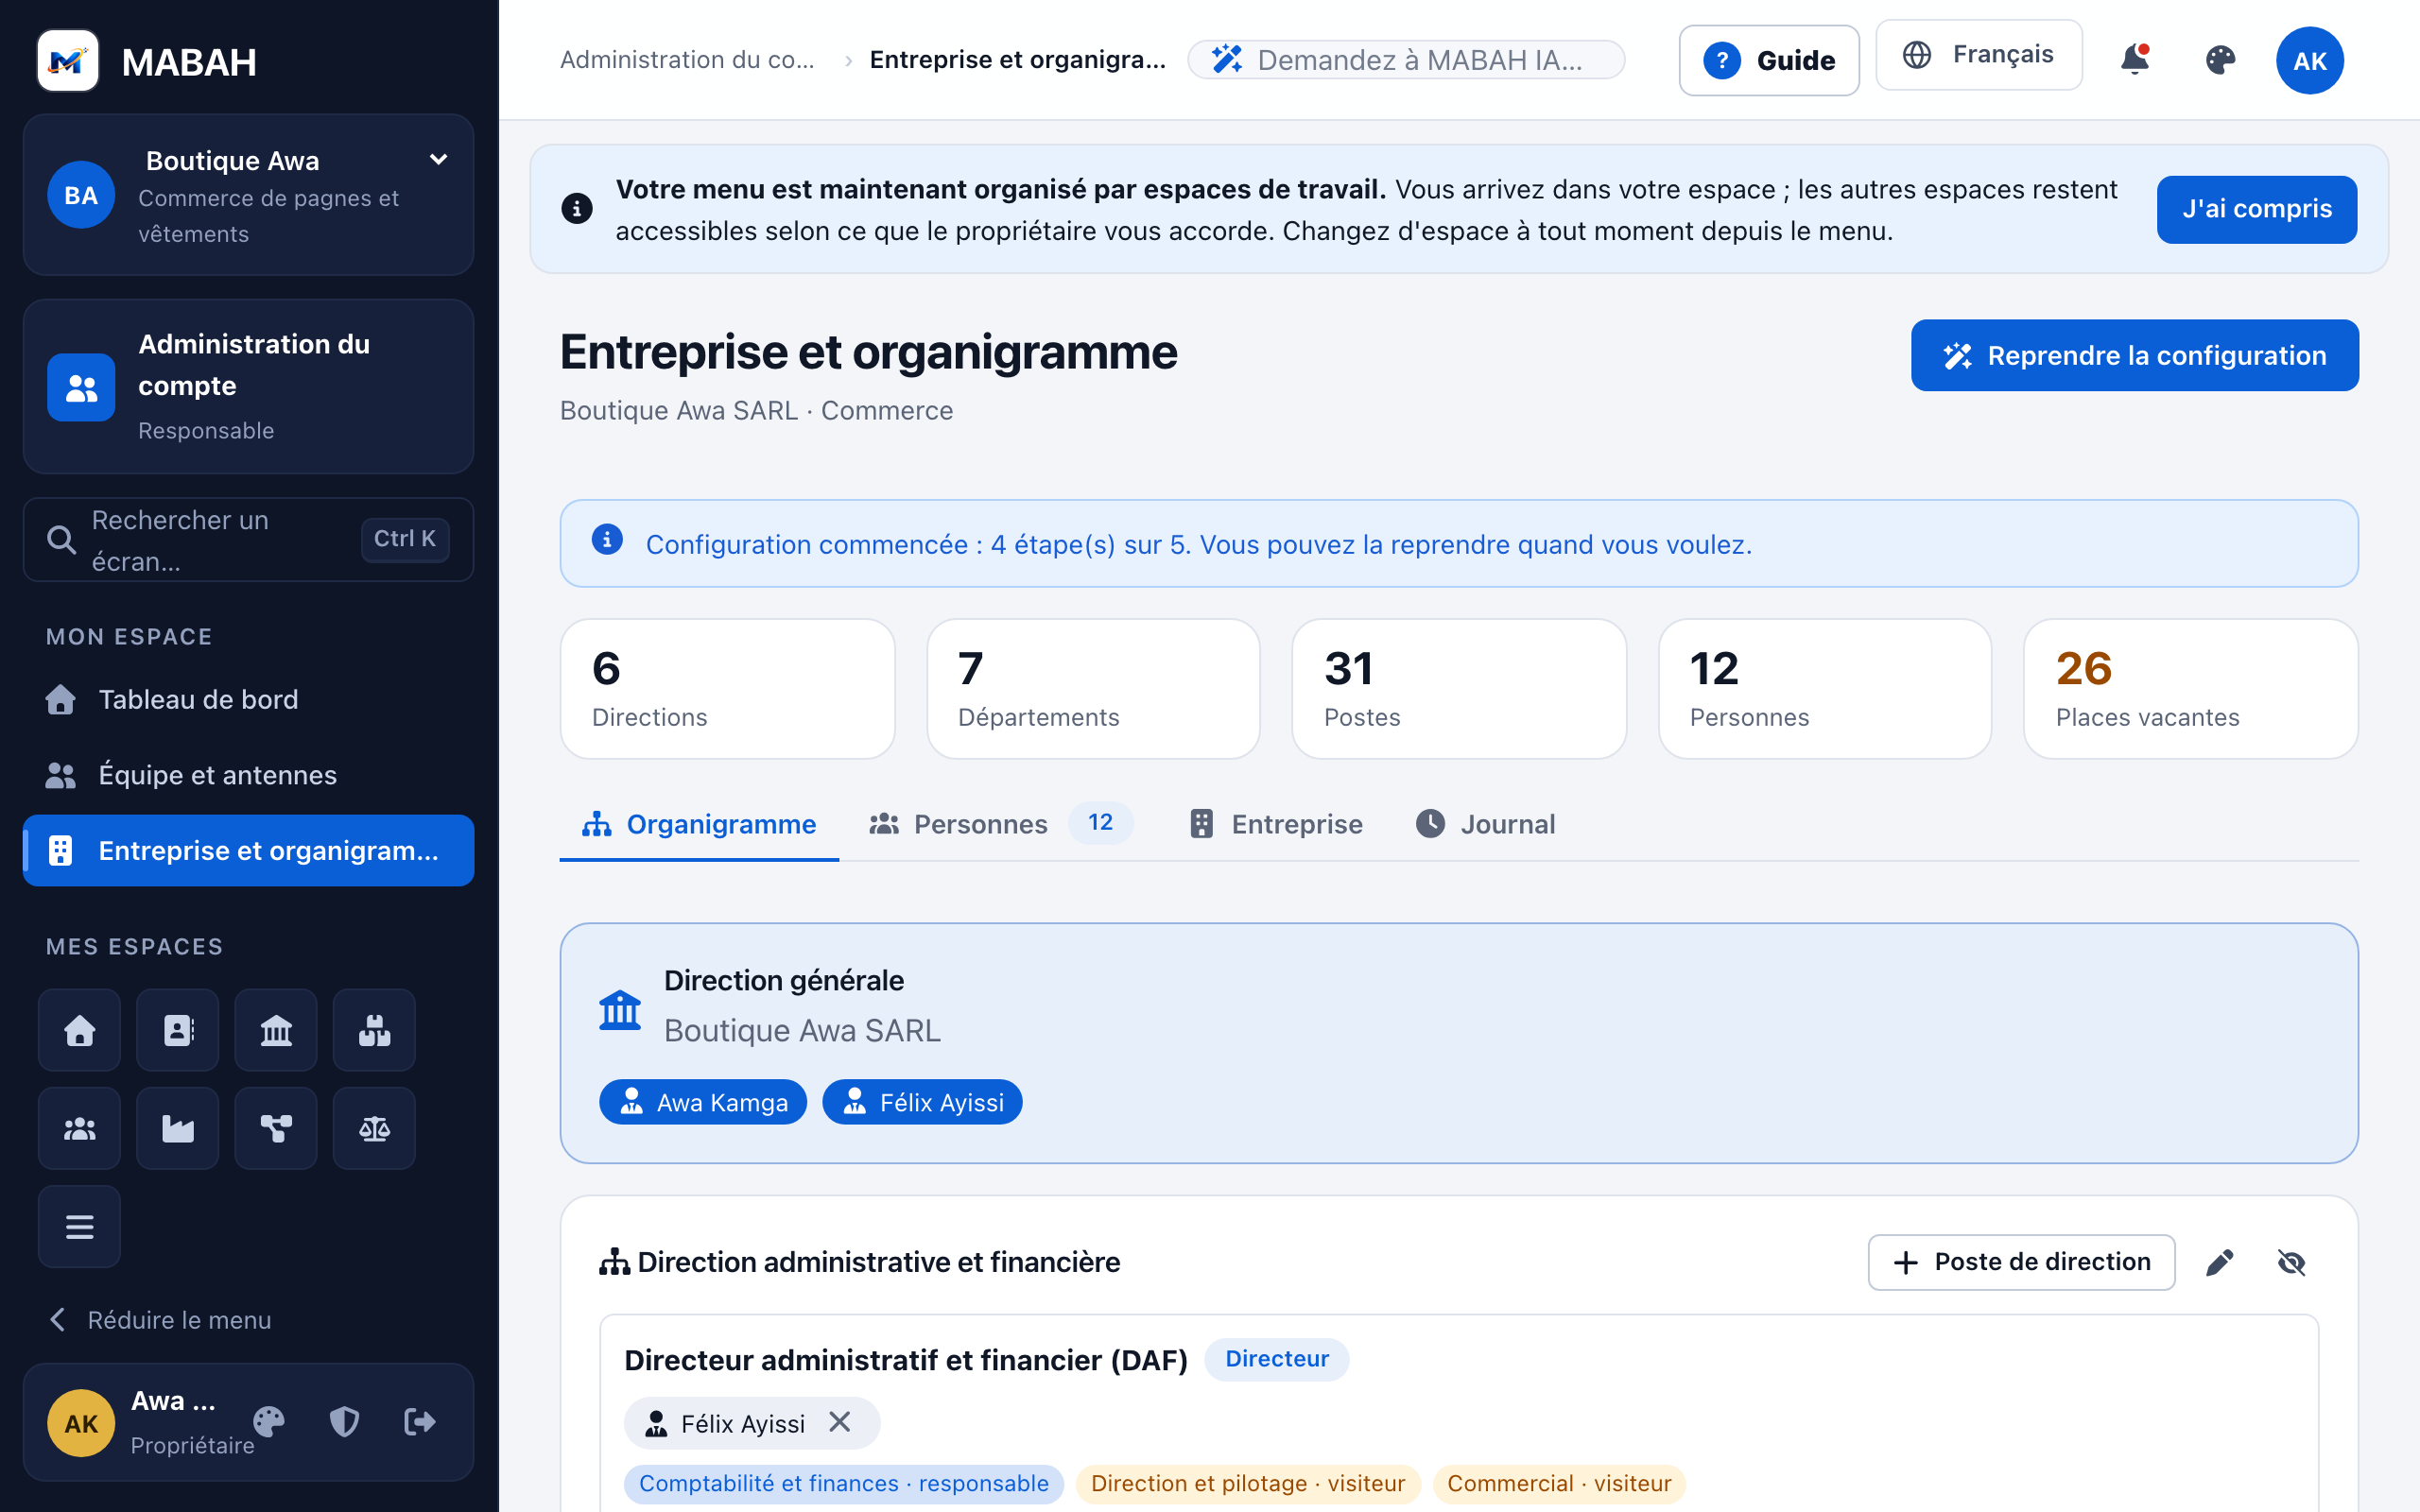 MABAH
BA
Boutique Awa
Commerce de pagnes et
vêtements
Administration du
compte
Responsable
Rechercher un
écran...
Ctrl K
MON ESPACE
Tableau de bord
Équipe et antennes
Entreprise et organigram...
MES ESPACES
Réduire le menu
AK
Awa ...
Propriétaire
Administration du co... › Entreprise et organigra...
Demandez à MABAH IA...
? Guide
Français
AK
Votre menu est maintenant organisé par espaces de travail. Vous arrivez dans votre espace ; les autres espaces restent
accessibles selon ce que le propriétaire vous accorde. Changez d'espace à tout moment depuis le menu.
J'ai compris
Entreprise et organigramme
Boutique Awa SARL · Commerce
Reprendre la configuration
Configuration commencée : 4 étape(s) sur 5. Vous pouvez la reprendre quand vous voulez.
6
Directions
7
Départements
31
Postes
12
Personnes
26
Places vacantes
Organigramme
Personnes 12
Entreprise
Journal
Direction générale
Boutique Awa SARL
Awa Kamga
Félix Ayissi
Direction administrative et financière
+ Poste de direction
Directeur administratif et financier (DAF) Directeur
Félix Ayissi
Comptabilité et finances · responsable
Direction et pilotage · visiteur
Commercial · visiteur